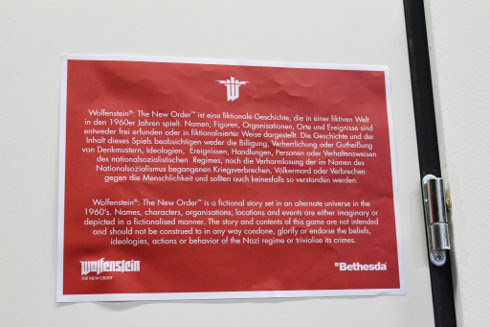 Wolfenstein®: The New Order™ ist eine fiktionale Geschichte, die in einer fiktiven Welt
in den 1960er Jahren spielt. Namen, Figuren, Organisationen, Orte und Ereignisse sind
entweder frei erfunden oder in fiktionalisierter Weise dargestellt. Die Geschichte und der
Inhalt dieses Spiels beabsichtigen weder die Billigung, Verherrlichung oder Gutheißung
von Denkmustern, Ideologien, Ereignissen, Handlungen, Personen oder Verhaltensweisen
des nationalsozialistischen Regimes, noch die Verharmlosung der im Namen des
Nationalsozialismus begangenen Kriegsverbrechen, Völkermord oder Verbrechen
gegen die Menschlichkeit und sollten auch keinesfalls so verstanden werden.
Wolfenstein®: The New Order™ is a fictional story set in an alternate universe in the
1960's. Names, characters, organisations, locations and events are either imaginary or
depicted in a fictionalised manner. The story and contents of this game are not intended
and should not be construed to in any way condone, glorify or endorse the beliefs,
ideologies, actions or behavior of the Nazi regime or trivialise its crimes.
Wolfenstein
THE NEW ORDER
Bethesda